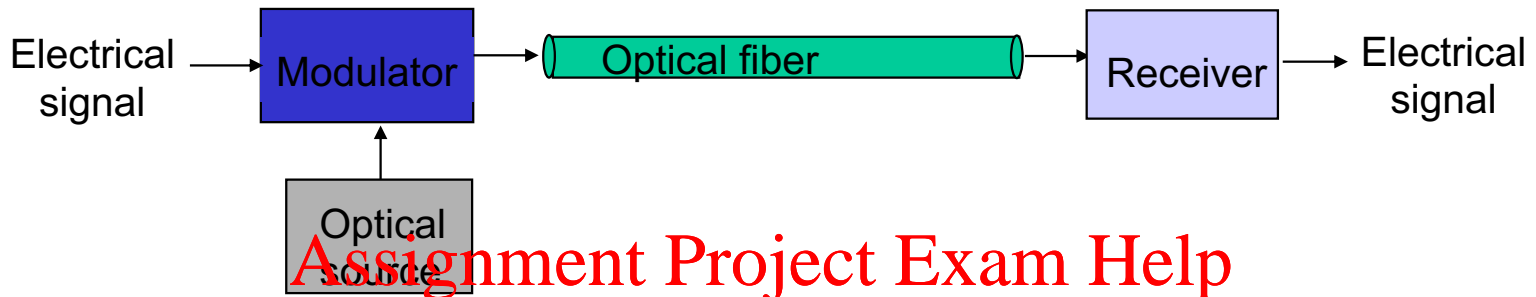 Electrical
signal
Modulator
Optical fiber
Receiver
Electrical
signal
Optical
source
Assignment Project Exam Help